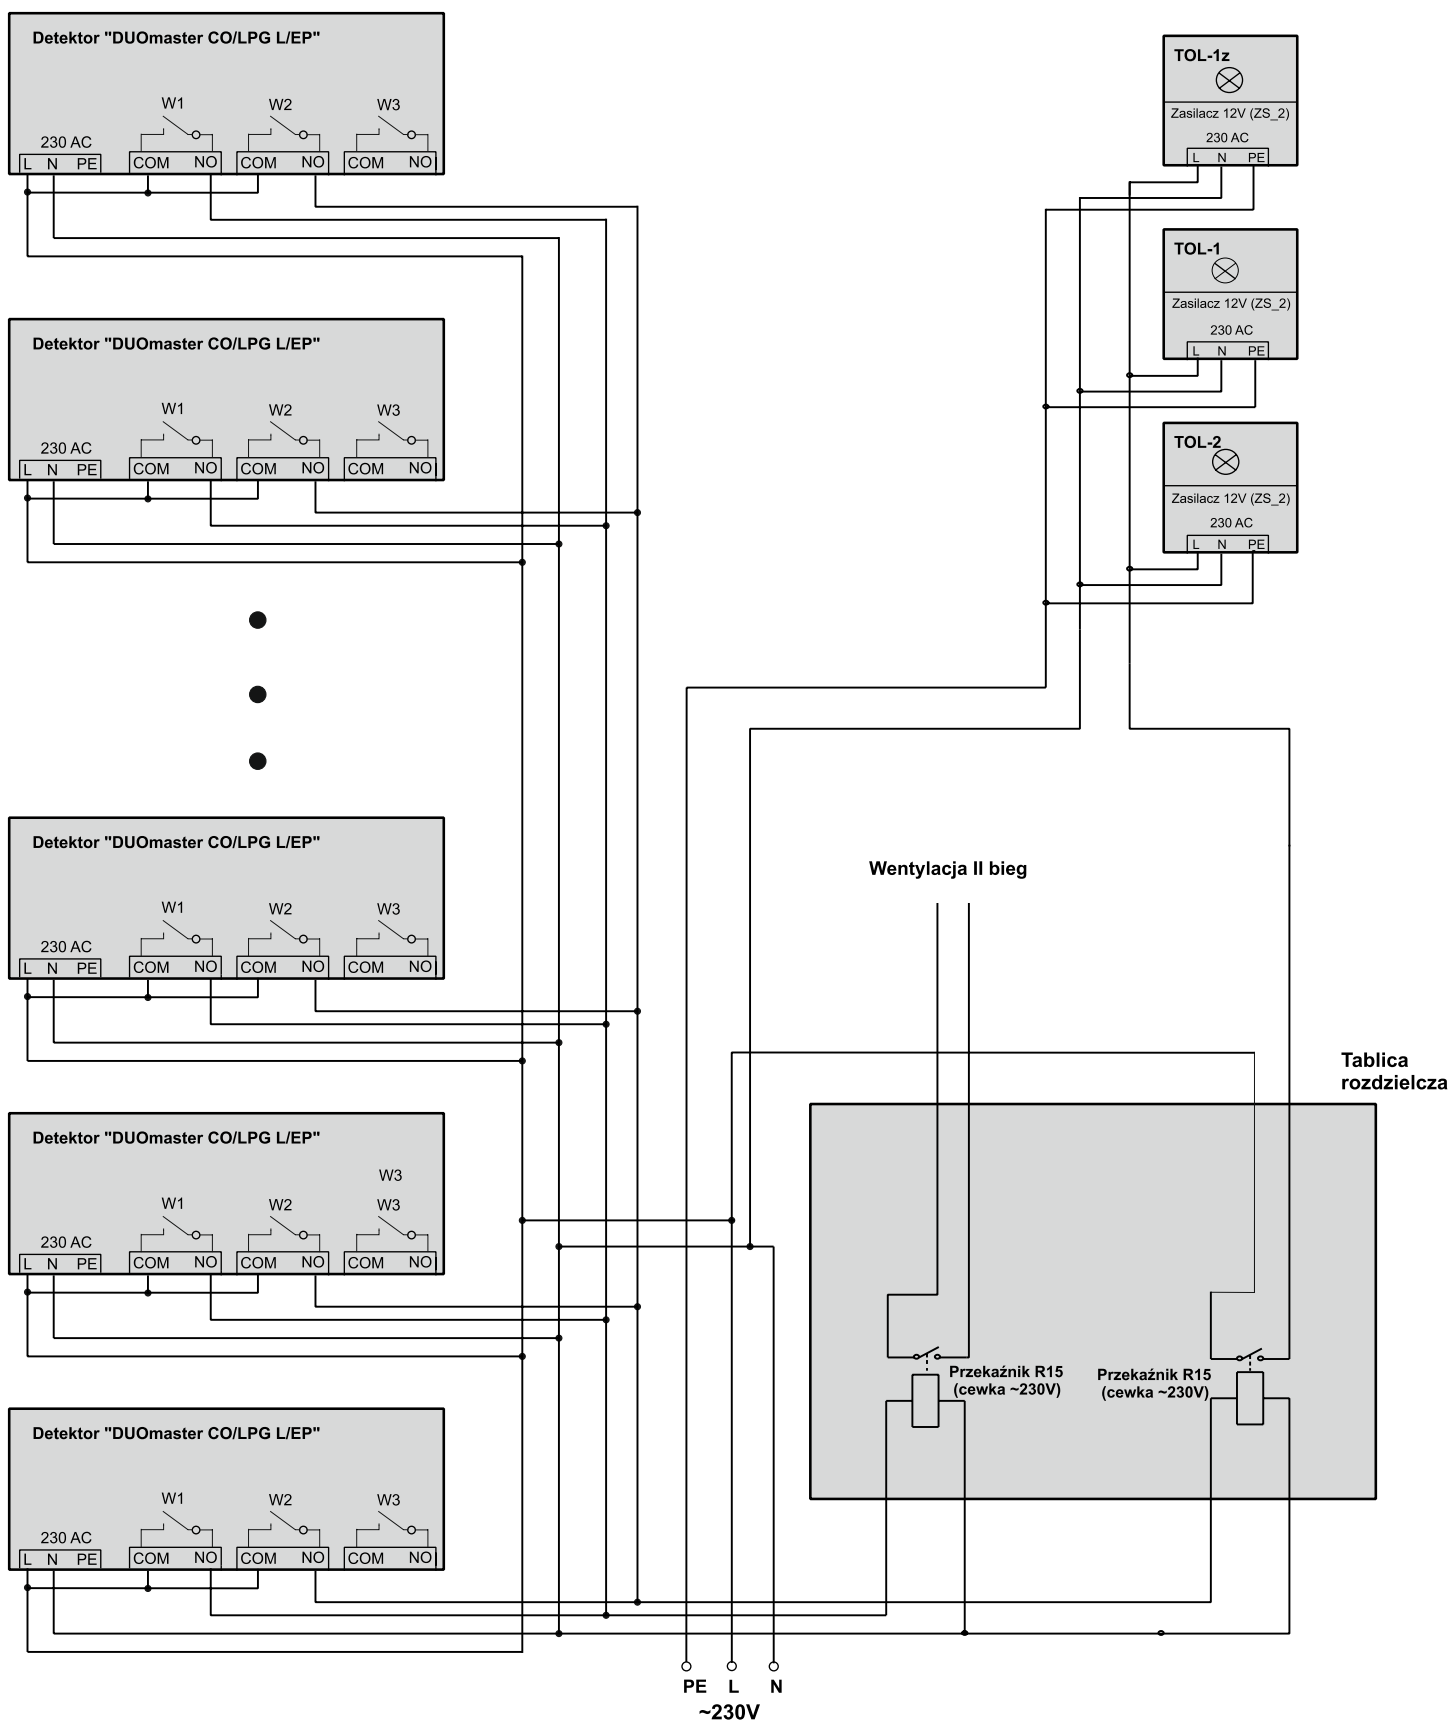 Detektor "DUOmaster CO/LPG L/EP"
W1 W2 W3
230 AC
L N PE COM NO COM NO COM NO
Detektor "DUOmaster CO/LPG L/EP"
W1 W2 W3
230 AC
L N PE COM NO COM NO COM NO
Detektor "DUOmaster CO/LPG L/EP"
W1 W2 W3
230 AC
L N PE COM NO COM NO COM NO
Detektor "DUOmaster CO/LPG L/EP"
W3
W1 W2 W3
230 AC
L N PE COM NO COM NO COM NO
Detektor "DUOmaster CO/LPG L/EP"
W1 W2 W3
230 AC
L N PE COM NO COM NO COM NO
TOL-1z
Zasilacz 12V (ZS_2)
230 AC
L N PE
TOL-1
Zasilacz 12V (ZS_2)
230 AC
L N PE
TOL-2
Zasilacz 12V (ZS_2)
230 AC
L N PE
Wentylacja II bieg
Tablica
rozdzielcza
Przekaźnik R15
(cewka ~230V)
Przekaźnik R15
(cewka ~230V)
PE L N
~230V